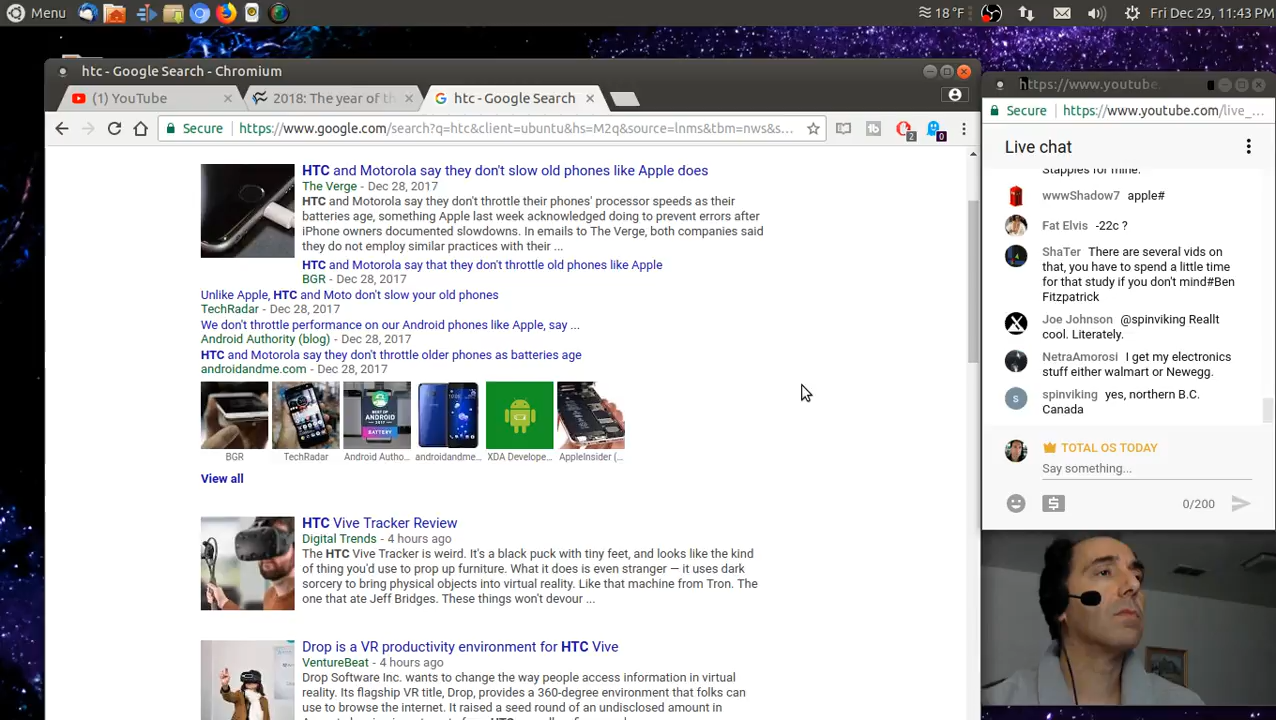 Menu
18 °F
Fri Dec 29, 11:43 PM
htc - Google Search - Chromium
(1) YouTube
2018: The year of th
htc - Google Search
Secure
https://www.google.com/search?q=htc&client=ubuntu&hs=M2q&source=lnms&tbm=nws&s...
2
0
HTC and Motorola say they don't slow old phones like Apple does
The Verge - Dec 28, 2017
HTC and Motorola say they don't throttle their phones' processor speeds as their
batteries age, something Apple last week acknowledged doing to prevent errors after
iPhone owners documented slowdowns. In emails to The Verge, both companies said
they do not employ similar practices with their ...
HTC and Motorola say that they don't throttle old phones like Apple
BGR - Dec 28, 2017
Unlike Apple, HTC and Moto don't slow your old phones
TechRadar - Dec 28, 2017
We don't throttle performance on our Android phones like Apple, say ...
Android Authority (blog) - Dec 28, 2017
HTC and Motorola say they don't throttle older phones as batteries age
androidandme.com - Dec 28, 2017
BEST OF
ANDROID
2017
BATTERY
BGR
TechRadar
Android Autho...
androidandme...
XDA Develope...
AppleInsider (...
View all
HTC Vive Tracker Review
Digital Trends - 4 hours ago
The HTC Vive Tracker is weird. It's a black puck with tiny feet, and looks like the kind
of thing you'd use to prop up furniture. What it does is even stranger — it uses dark
sorcery to bring physical objects into virtual reality. Like that machine from Tron. The
one that ate Jeff Bridges. These things won't devour ...
Drop is a VR productivity environment for HTC Vive
VentureBeat - 4 hours ago
Drop Software Inc. wants to change the way people access information in virtual
reality. Its flagship VR title, Drop, provides a 360-degree environment that folks can
use to browse the internet. It raised a seed round of an undisclosed amount in
https://www.youtube.
Secure
https://www.youtube.com/live_...
Live chat
Stapples for mine.
wwwShadow7 apple#
Fat Elvis -22c ?
ShaTer There are several vids on
that, you have to spend a little time
for that study if you don't mind#Ben
Fitzpatrick
Joe Johnson @spinviking Reallt
cool. Literately.
NetraAmorosi I get my electronics
stuff either walmart or Newegg.
S
spinviking yes, northern B.C.
Canada
TOTAL OS TODAY
Say something...
0/200